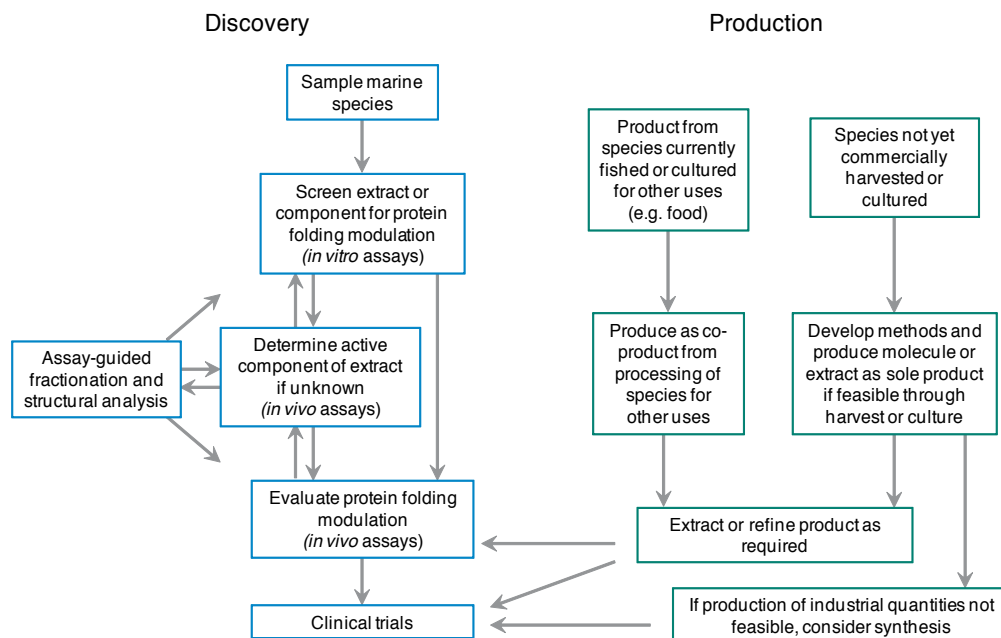 Discovery
Production
Sample marine
species
Screen extract or
component for protein
folding modulation
(in vitro assays)
Assay-guided
fractionation and
structural analysis
Determine active
component of extract
if unknown
(in vivo assays)
Evaluate protein folding
modulation
(in vivo assays)
Clinical trials
Product from
species currently
fished or cultured
for other uses
(e.g. food)
Species not yet
commercially
harvested or
cultured
Produce as co-
product from
processing of
species for
other uses
Develop methods and
produce molecule or
extract as sole product
if feasible through
harvest or culture
Extract or refine product as
required
If production of industrial quantities not
feasible, consider synthesis